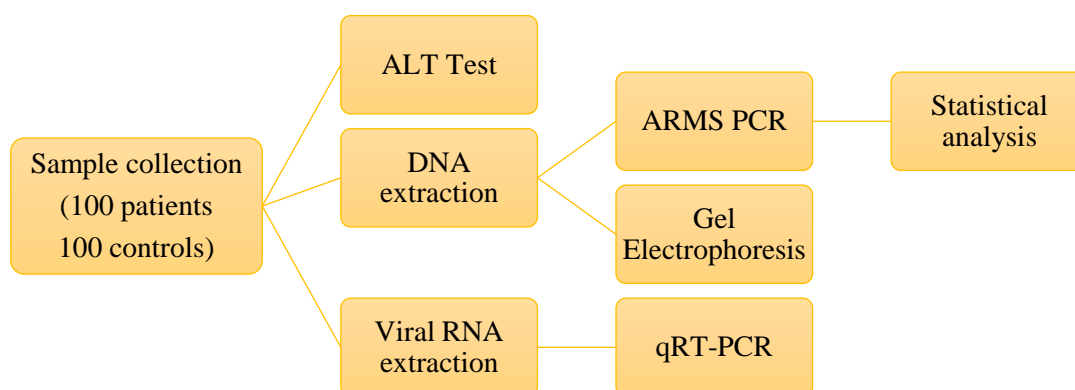 Sample collection
(100 patients
100 controls)
ALT Test
DNA
extraction
Viral RNA
extraction
ARMS PCR
Gel
Electrophoresis
qRT-PCR
Statistical
analysis